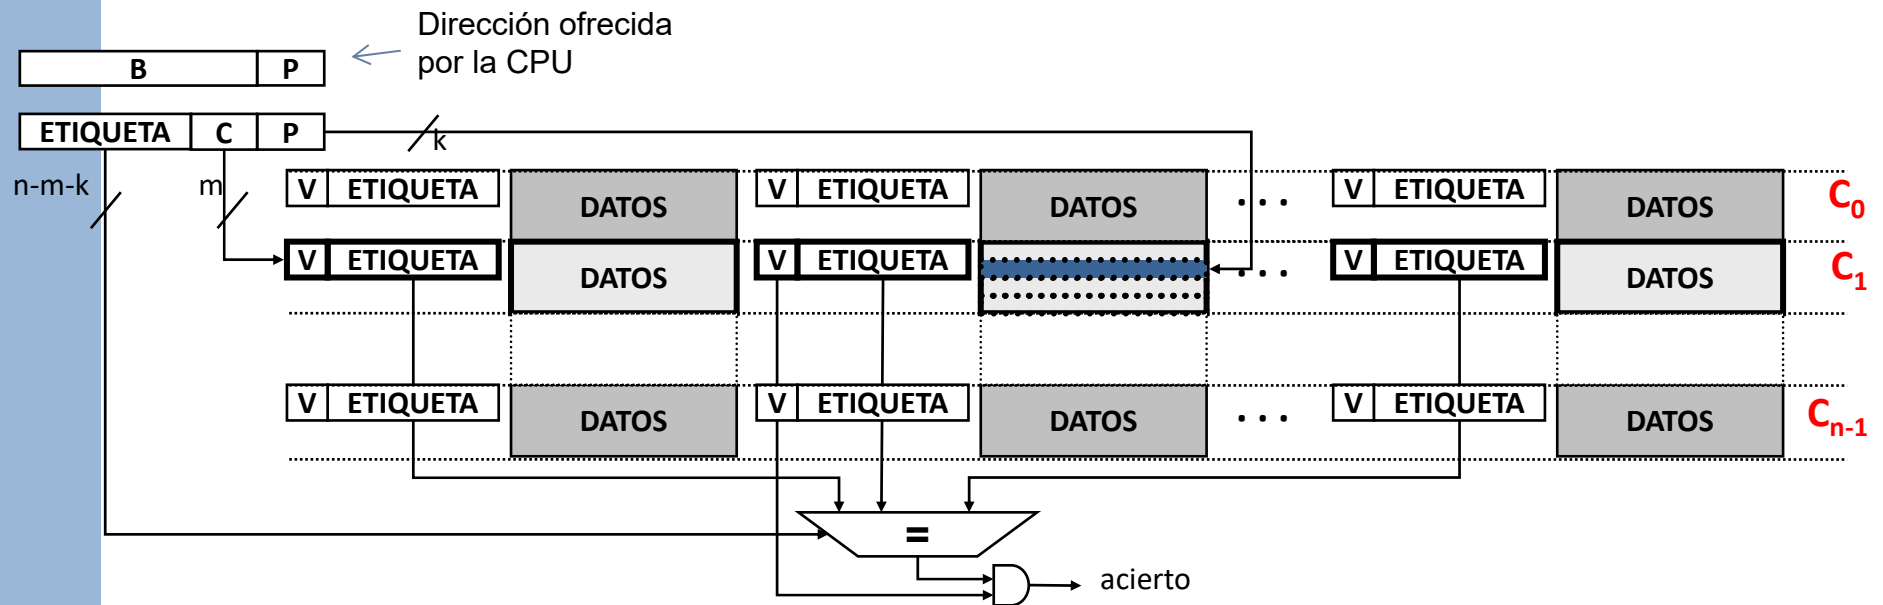 Dirección ofrecida
por la CPU
B P
ETIQUETA C P
k
n-m-k m
V ETIQUETA DATOS V ETIQUETA DATOS ... V ETIQUETA DATOS C0
V ETIQUETA DATOS V ETIQUETA ... V ETIQUETA DATOS C1
V ETIQUETA DATOS V ETIQUETA DATOS ... V ETIQUETA DATOS Cn-1
=
acierto